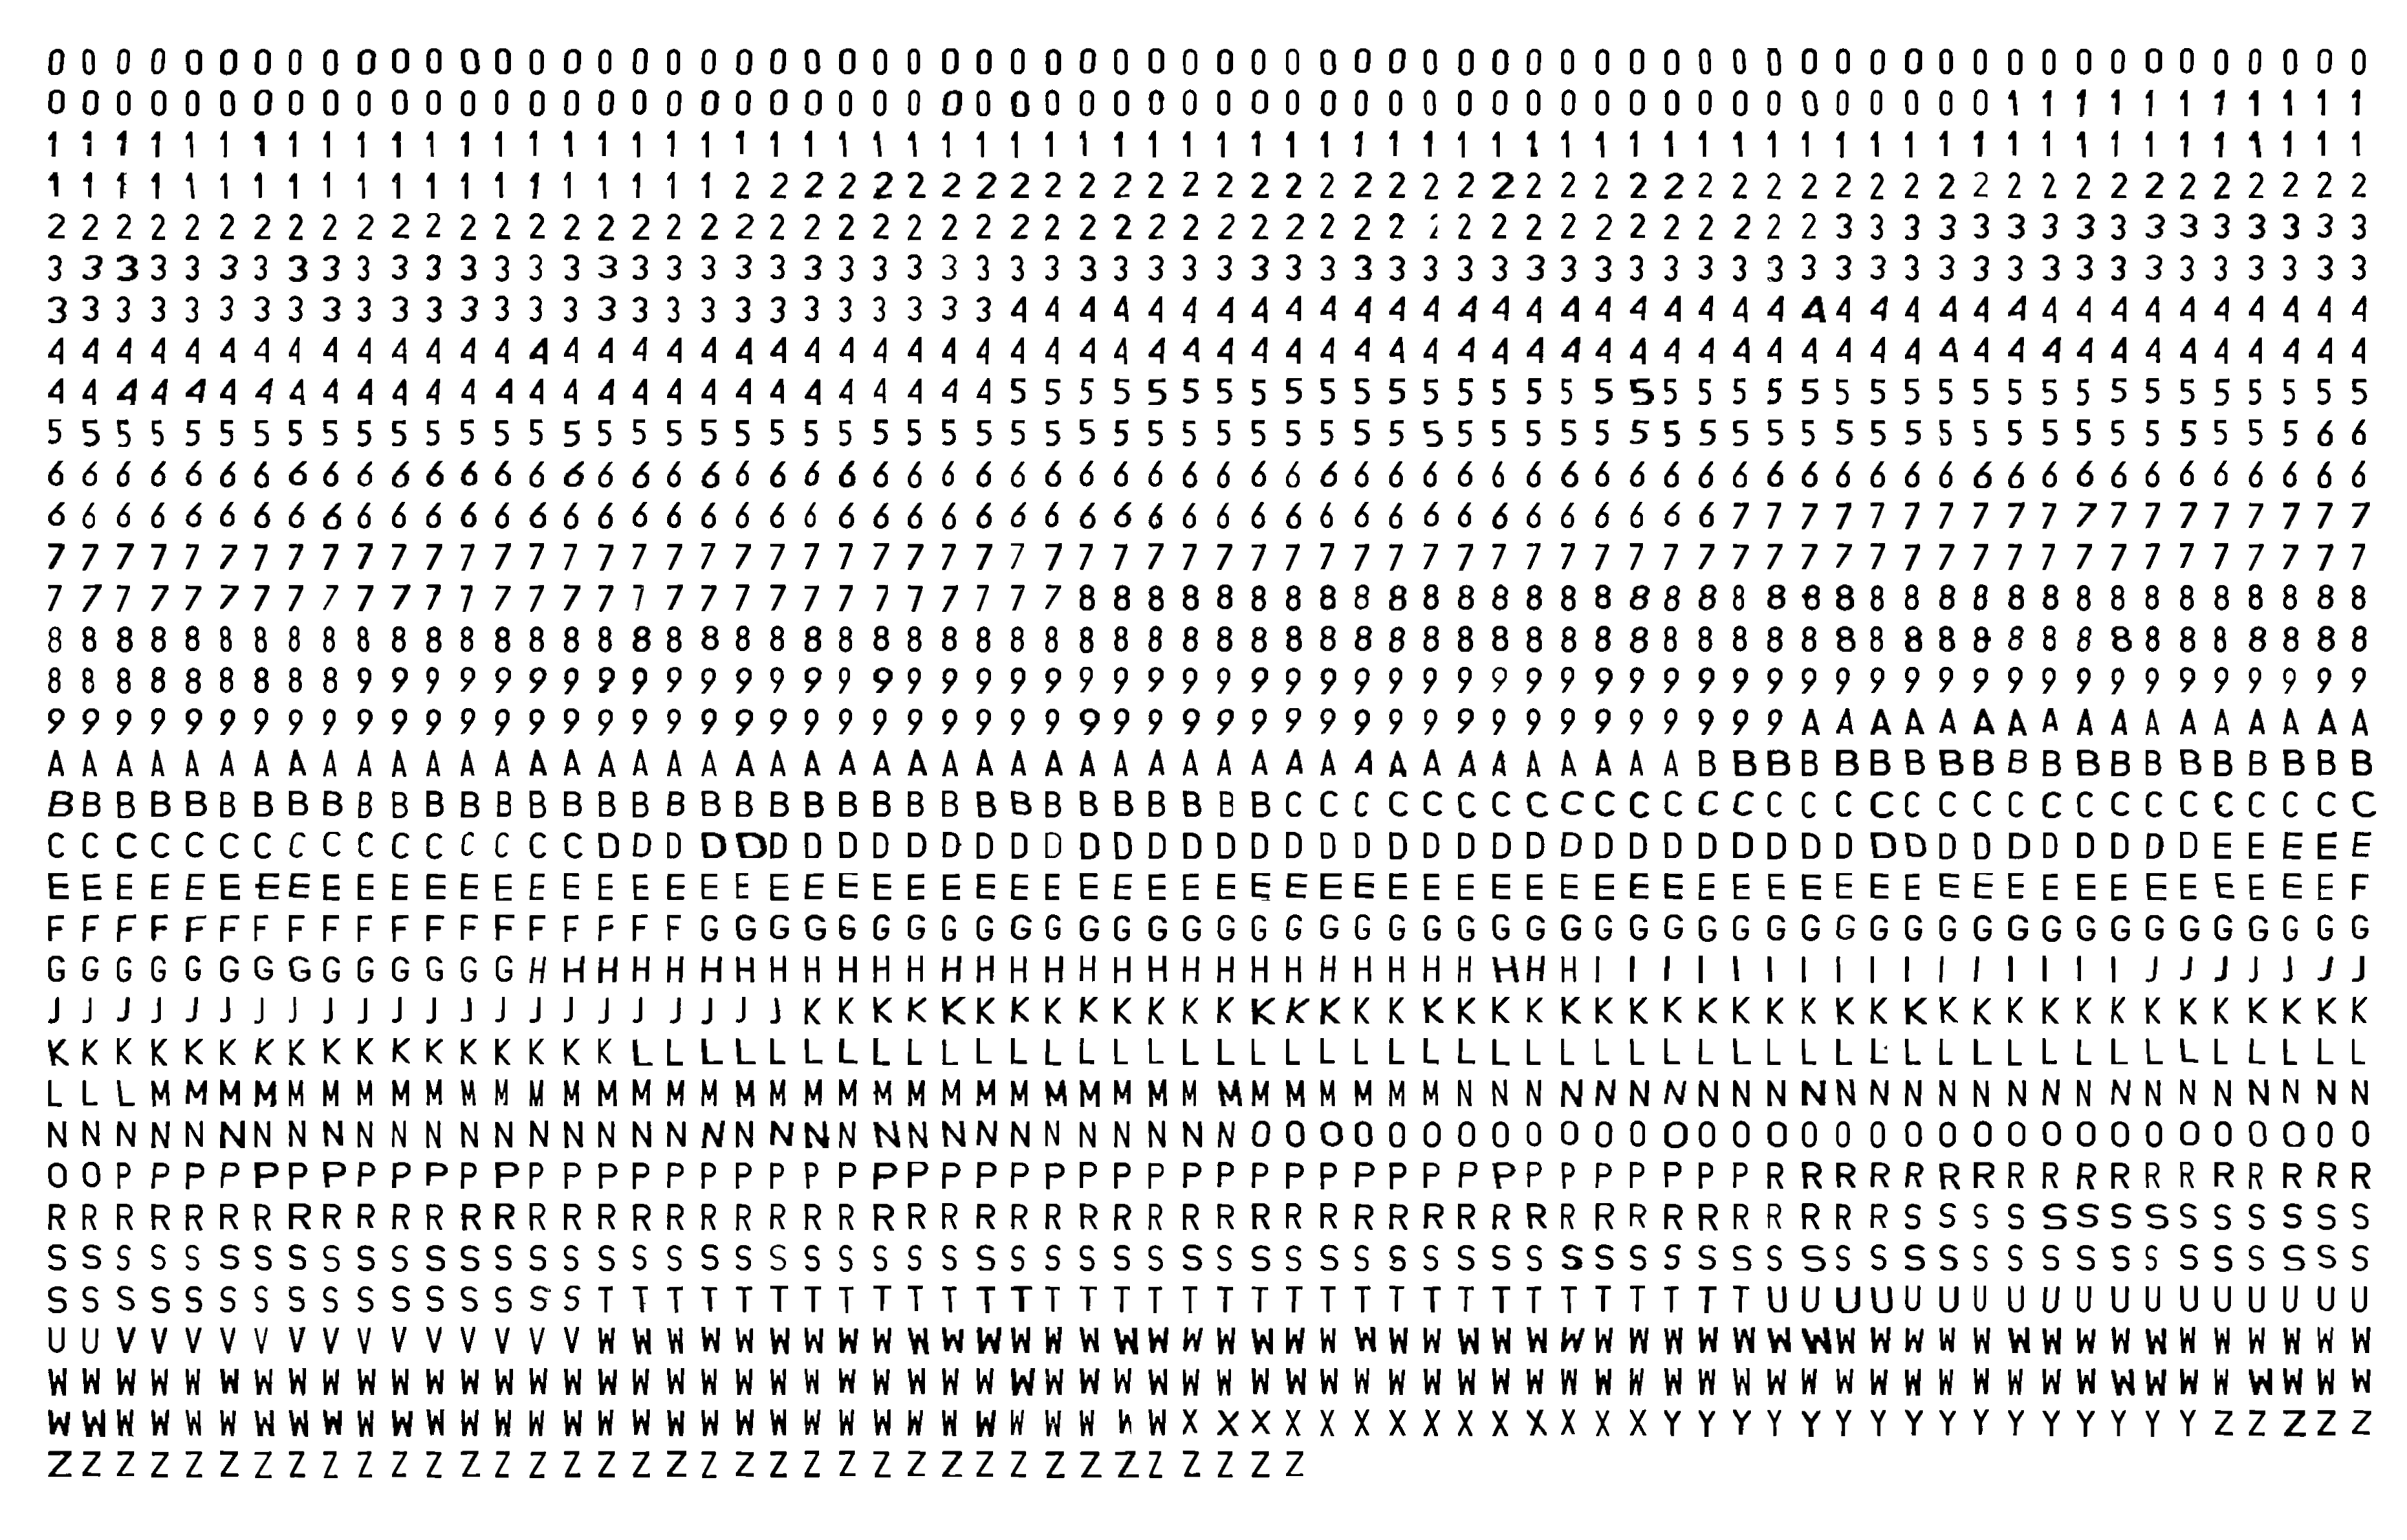 0 0 0 0 0 0 0 0 0 0 0 0 0 0 0 0 0 0 0 0 0 0 0 0 0 0 0 0 0 0 0 0 0 0 0 0 0 0 0 0 0 0 0 0 0 0 0 0 0 0 0 0 0 0 0 0 0 0 0 0 0 0 0 0 0 0 0 0
0 0 0 0 0 0 0 0 0 0 0 0 0 0 0 0 0 0 0 0 0 0 0 0 0 0 0 0 0 0 0 0 0 0 0 0 0 0 0 0 0 0 0 0 0 0 0 0 0 0 0 0 0 0 0 0 0 1 1 1 1 1 1 1 1 1 1 1
1 1 1 1 1 1 1 1 1 1 1 1 1 1 1 1 1 1 1 1 1 1 1 1 1 1 1 1 1 1 1 1 1 1 1 1 1 1 1 1 1 1 1 1 1 1 1 1 1 1 1 1 1 1 1 1 1 1 1 1 1 1 1 1 1 1 1 1
1 1 1 1 1 1 1 1 1 1 1 1 1 1 1 1 1 1 1 1 2 2 2 2 2 2 2 2 2 2 2 2 2 2 2 2 2 2 2 2 2 2 2 2 2 2 2 2 2 2 2 2 2 2 2 2 2 2 2 2 2 2 2 2 2 2 2 2
2 2 2 2 2 2 2 2 2 2 2 2 2 2 2 2 2 2 2 2 2 2 2 2 2 2 2 2 2 2 2 2 2 2 2 2 2 2 2 2 2 2 2 2 2 2 2 2 2 2 2 2 3 3 3 3 3 3 3 3 3 3 3 3 3 3 3 3
3 3 3 3 3 3 3 3 3 3 3 3 3 3 3 3 3 3 3 3 3 3 3 3 3 3 3 3 3 3 3 3 3 3 3 3 3 3 3 3 3 3 3 3 3 3 3 3 3 3 3 3 3 3 3 3 3 3 3 3 3 3 3 3 3 3 3 3
3 3 3 3 3 3 3 3 3 3 3 3 3 3 3 3 3 3 3 3 3 3 3 3 3 3 3 3 4 4 4 4 4 4 4 4 4 4 4 4 4 4 4 4 4 4 4 4 4 4 4 4 4 4 4 4 4 4 4 4 4 4 4 4 4 4 4 4
4 4 4 4 4 4 4 4 4 4 4 4 4 4 4 4 4 4 4 4 4 4 4 4 4 4 4 4 4 4 4 4 4 4 4 4 4 4 4 4 4 4 4 4 4 4 4 4 4 4 4 4 4 4 4 4 4 4 4 4 4 4 4 4 4 4 4 4
4 4 4 4 4 4 4 4 4 4 4 4 4 4 4 4 4 4 4 4 4 4 4 4 4 4 4 4 5 5 5 5 5 5 5 5 5 5 5 5 5 5 5 5 5 5 5 5 5 5 5 5 5 5 5 5 5 5 5 5 5 5 5 5 5 5 5 5
5 5 5 5 5 5 5 5 5 5 5 5 5 5 5 5 5 5 5 5 5 5 5 5 5 5 5 5 5 5 5 5 5 5 5 5 5 5 5 5 5 5 5 5 5 5 5 5 5 5 5 5 5 5 5 5 5 5 5 5 5 5 5 5 5 5 6 6
6 6 6 6 6 6 6 6 6 6 6 6 6 6 6 6 6 6 6 6 6 6 6 6 6 6 6 6 6 6 6 6 6 6 6 6 6 6 6 6 6 6 6 6 6 6 6 6 6 6 6 6 6 6 6 6 6 6 6 6 6 6 6 6 6 6 6 6
6 6 6 6 6 6 6 6 6 6 6 6 6 6 6 6 6 6 6 6 6 6 6 6 6 6 6 6 6 6 6 6 6 6 6 6 6 6 6 6 6 6 6 6 6 6 6 6 6 7 7 7 7 7 7 7 7 7 7 7 7 7 7 7 7 7 7 7
7 7 7 7 7 7 7 7 7 7 7 7 7 7 7 7 7 7 7 7 7 7 7 7 7 7 7 7 7 7 7 7 7 7 7 7 7 7 7 7 7 7 7 7 7 7 7 7 7 7 7 7 7 7 7 7 7 7 7 7 7 7 7 7 7 7 7 7
7 7 7 7 7 7 7 7 7 7 7 7 7 7 7 7 7 7 7 7 7 7 7 7 7 7 7 7 7 7 8 8 8 8 8 8 8 8 8 8 8 8 8 8 8 8 8 8 8 8 8 8 8 8 8 8 8 8 8 8 8 8 8 8 8 8 8 8
8 8 8 8 8 8 8 8 8 8 8 8 8 8 8 8 8 8 8 8 8 8 8 8 8 8 8 8 8 8 8 8 8 8 8 8 8 8 8 8 8 8 8 8 8 8 8 8 8 8 8 8 8 8 8 8 8 8 8 8 8 8 8 8 8 8 8 8
8 8 8 8 8 8 8 8 8 9 9 9 9 9 9 9 9 9 9 9 9 9 9 9 9 9 9 9 9 9 9 9 9 9 9 9 9 9 9 9 9 9 9 9 9 9 9 9 9 9 9 9 9 9 9 9 9 9 9 9 9 9 9 9 9 9 9 9
9 9 9 9 9 9 9 9 9 9 9 9 9 9 9 9 9 9 9 9 9 9 9 9 9 9 9 9 9 9 9 9 9 9 9 9 9 9 9 9 9 9 9 9 9 9 9 9 9 9 9 A A A A A A A A A A A A A A A A A
A A A A A A A A A A A A A A A A A A A A A A A A A A A A A A A A A A A A A A A A A A A A A A A A B B B B B B B B B B B B B B B B B B B B
B B B B B B B B B B B B B B B B B B B B B B B B B B B B B B B B B B B B C C C C C C C C C C C C C C C C C C C C C C C C C C C C C C C C
C C C C C C C C C C C C C C C C D D D D D D D D D D D D D D D D D D D D D D D D D D D D D D D D D D D D D D D D D D D D D D D E E E E E
E E E E E E E E E E E E E E E E E E E E E E E E E E E E E E E E E E E E E E E E E E E E E E E E E E E E E E E E E E E E E E E E E E E F
F F F F F F F F F F F F F F F F F F F G G G G G G G G G G G G G G G G G G G G G G G G G G G G G G G G G G G G G G G G G G G G G G G G G
G G G G G G G G G G G G G G H H H H H H H H H H H H H H H H H H H H H H H H H H H H H H H I I I I I I I I I I I I I I I I J J J J J J J
J J J J J J J J J J J J J J J J J J J J J J K K K K K K K K K K K K K K K K K K K K K K K K K K K K K K K K K K K K K K K K K K K K K K
K K K K K K K K K K K K K K K K K L L L L L L L L L L L L L L L L L L L L L L L L L L L L L L L L L L L L L L L L L L L L L L L L L L L
L L L M M M M M M M M M M M M M M M M M M M M M M M M M M M M M M M M M M M M M M N N N N N N N N N N N N N N N N N N N N N N N N N N N
N N N N N N N N N N N N N N N N N N N N N N N N N N N N N N N N N N N O O O O O O O O O O O O O O O O O O O O O O O O O O O O O O O O O
O O P P P P P P P P P P P P P P P P P P P P P P P P P P P P P P P P P P P P P P P P P P P P P P P P R R R R R R R R R R R R R R R R R R
R R R R R R R R R R R R R R R R R R R R R R R R R R R R R R R R R R R R R R R R R R R R R R R R R R R R R R S S S S S S S S S S S S S S
S S S S S S S S S S S S S S S S S S S S S S S S S S S S S S S S S S S S S S S S S S S S S S S S S S S S S S S S S S S S S S S S S S S S
S S S S S S S S S S S S S S S S T T T T T T T T T T T T T T T T T T T T T T T T T T T T T T T T T T U U U U U U U U U U U U U U U U U U
U U V V V V V V V V V V V V V V W W W W W W W W W W W W W W W W W W W W W W W W W W W W W W W W W W W W W W W W W W W W W W W W W W W W
W W W W W W W W W W W W W W W W W W W W W W W W W W W W W W W W W W W W W W W W W W W W W W W W W W W W W W W W W W W W W W W W W W W W
W W W W W W W W W W W W W W W W W W W W W W W W W W W W W W W W W X X X X X X X X X X X X X X Y Y Y Y Y Y Y Y Y Y Y Y Y Y Y Y Z Z Z Z Z
Z Z Z Z Z Z Z Z Z Z Z Z Z Z Z Z Z Z Z Z Z Z Z Z Z Z Z Z Z Z Z Z Z Z Z Z Z